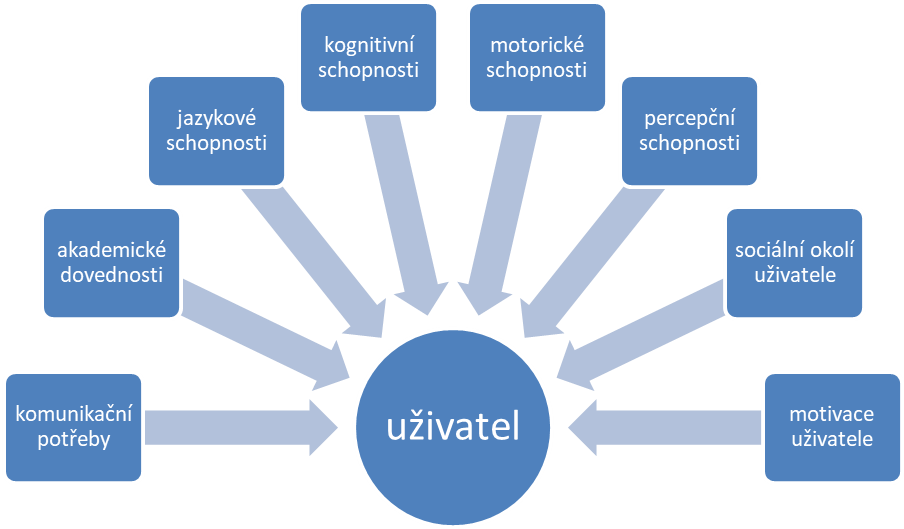 komunikační
potřeby
akademické
dovednosti
jazykové
schopnosti
kognitivní
schopnosti
motorické
schopnosti
percepční
schopnosti
sociální okolí
uživatele
motivace
uživatele
uživatel